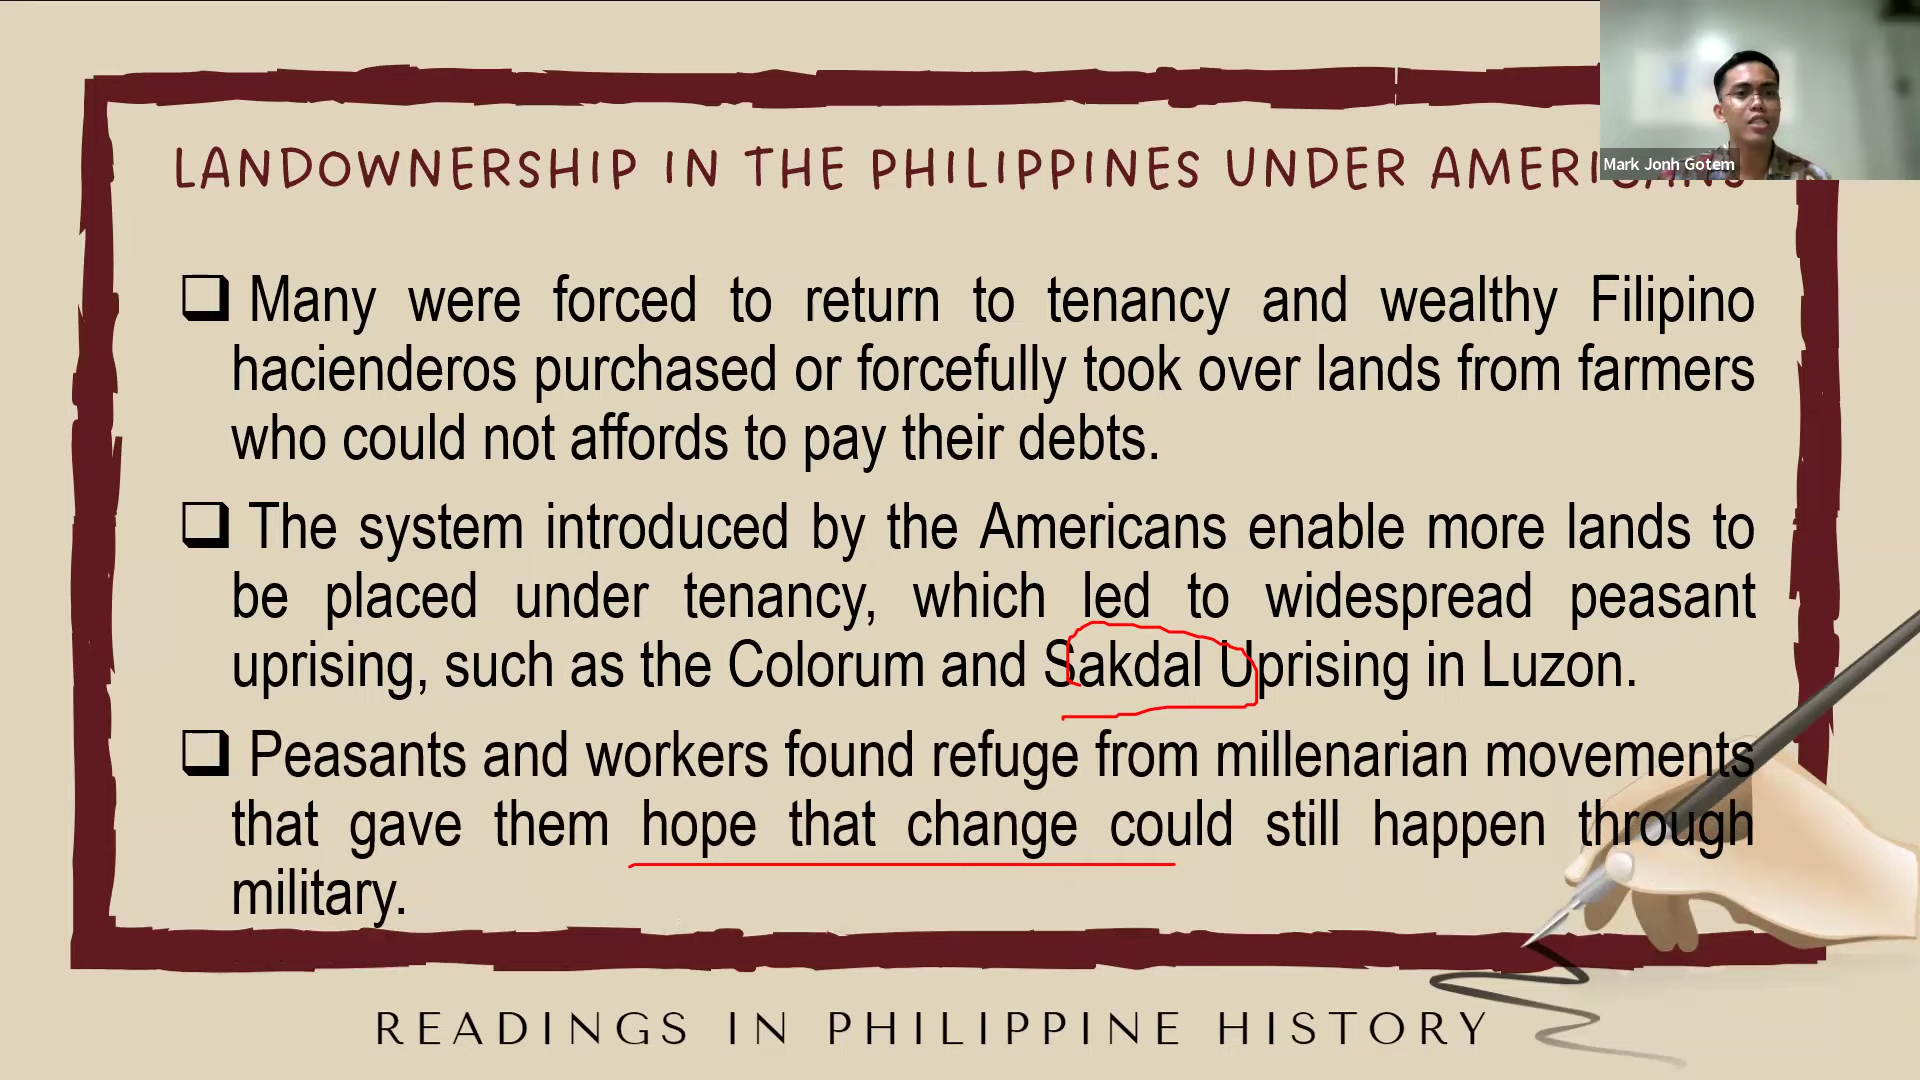 LANDOWNERSHIP IN THE PHILIPPINES UNDER AMERICANS
Mark Jonh Gotem
❑ Many were forced to return to tenancy and wealthy Filipino
hacienderos purchased or forcefully took over lands from farmers
who could not affords to pay their debts.
❑ The system introduced by the Americans enable more lands to
be placed under tenancy, which led to widespread peasant
uprising, such as the Colorum and Sakdal Uprising in Luzon.
❑ Peasants and workers found refuge from millenarian movements
that gave them hope that change could still happen through
military.
READINGS IN PHILIPPINE HISTORY